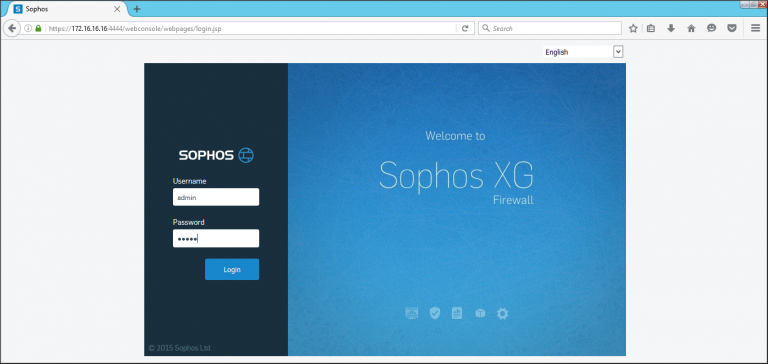 Sophos
https://172.16.16.16:4444/webconsole/webpages/login.jsp
Search
English
SOPHOS
Username
admin
Password
•••••
Login
Welcome to
Sophos XG
Firewall
© 2015 Sophos Ltd